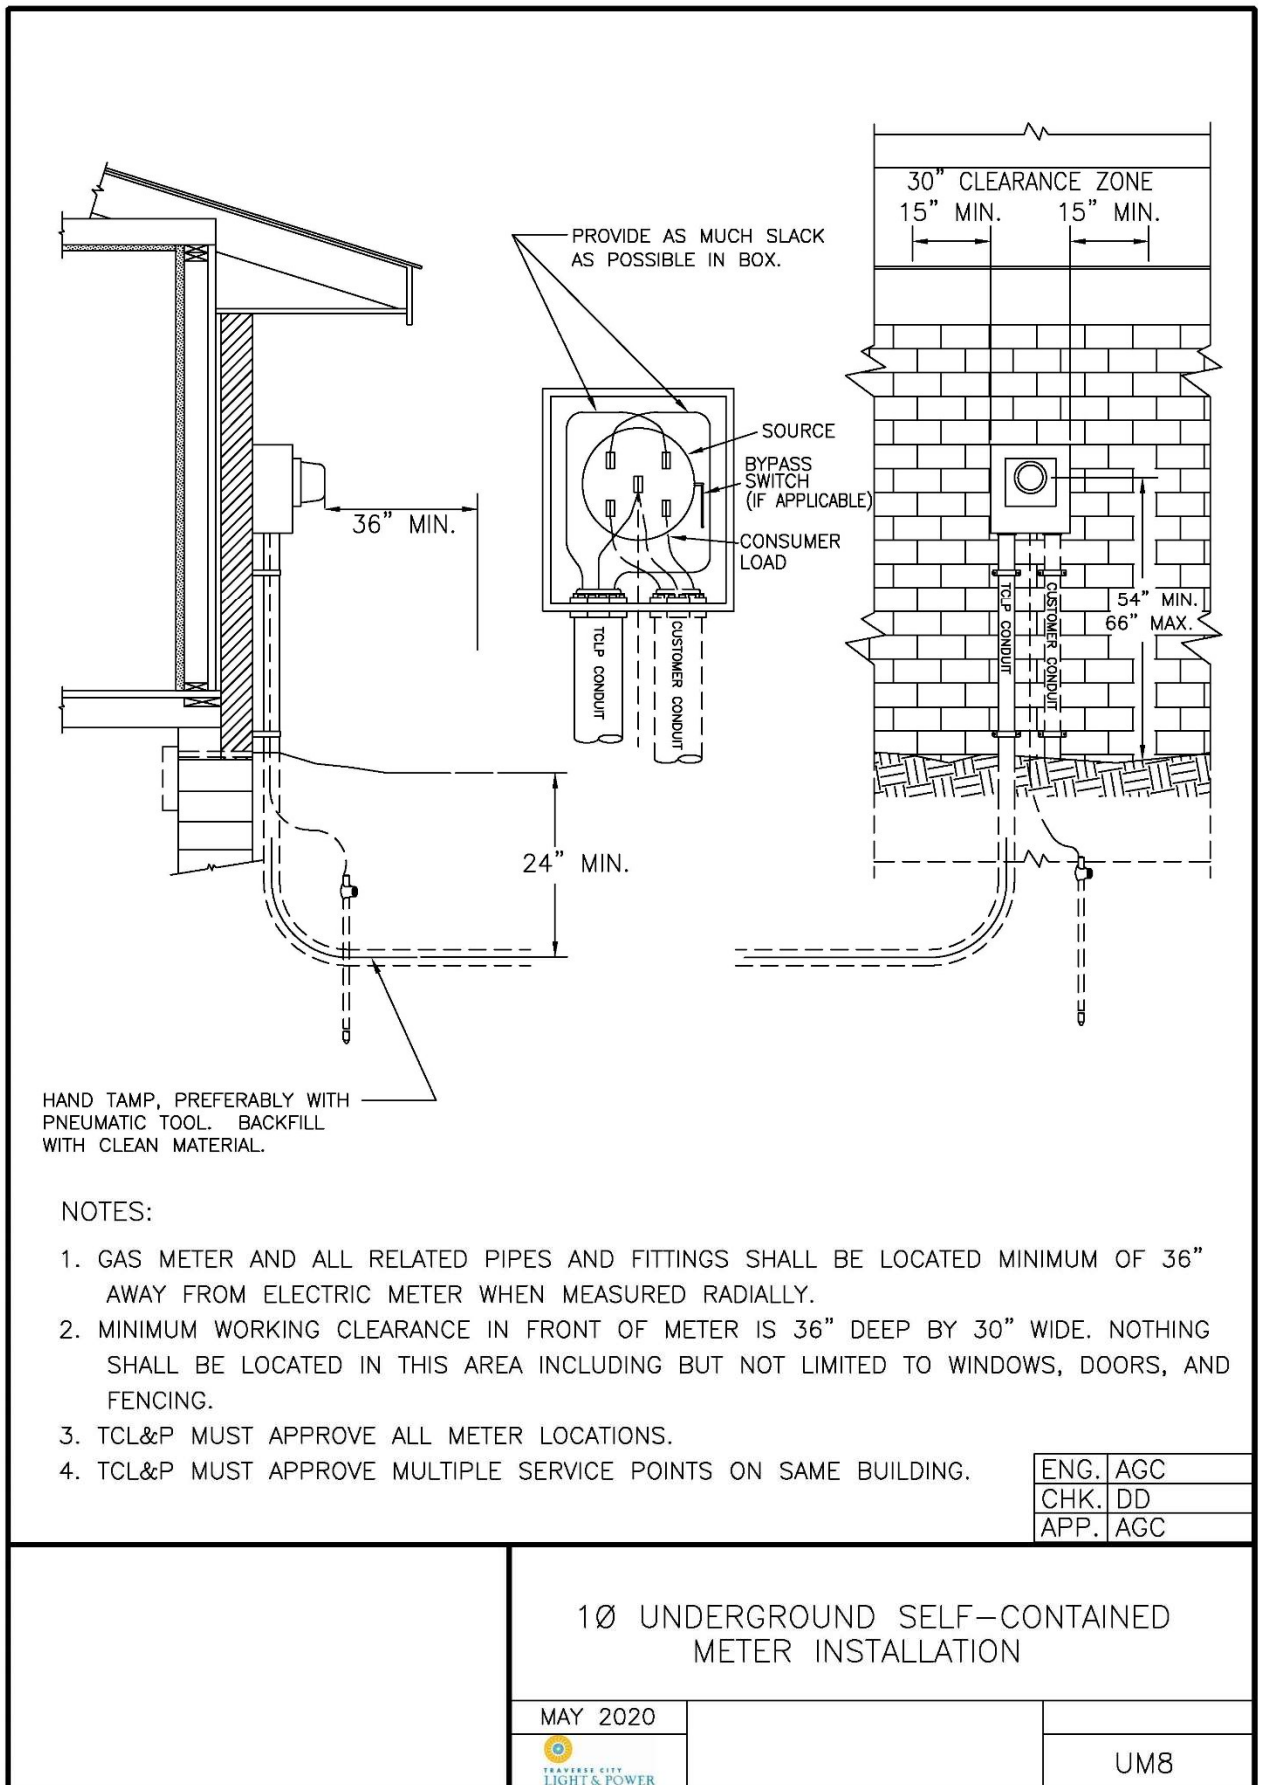 30" CLEARANCE ZONE
15" MIN. 15" MIN.
PROVIDE AS MUCH SLACK
AS POSSIBLE IN BOX.
SOURCE
BYPASS
SWITCH
(IF APPLICABLE)
CONSUMER
LOAD
36" MIN.
TCLP CONDUIT
CUSTOMER CONDUIT
TCLP CONDUIT
CUSTOMER CONDUIT
54" MIN.
66" MAX.
24" MIN.
HAND TAMP, PREFERABLY WITH
PNEUMATIC TOOL. BACKFILL
WITH CLEAN MATERIAL.
NOTES:
1. GAS METER AND ALL RELATED PIPES AND FITTINGS SHALL BE LOCATED MINIMUM OF 36"
AWAY FROM ELECTRIC METER WHEN MEASURED RADIALLY.
2. MINIMUM WORKING CLEARANCE IN FRONT OF METER IS 36" DEEP BY 30" WIDE. NOTHING
SHALL BE LOCATED IN THIS AREA INCLUDING BUT NOT LIMITED TO WINDOWS, DOORS, AND
FENCING.
3. TCL&P MUST APPROVE ALL METER LOCATIONS.
4. TCL&P MUST APPROVE MULTIPLE SERVICE POINTS ON SAME BUILDING.
ENG. AGC
CHK. DD
APP. AGC
1Ø UNDERGROUND SELF-CONTAINED
METER INSTALLATION
MAY 2020
TRAVERSE CITY
LIGHT & POWER
UM8